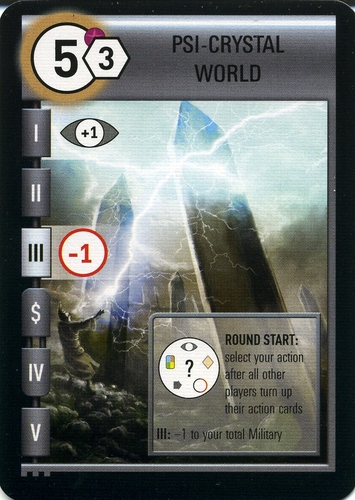 5
3
PSI-CRYSTAL
WORLD
I
+1
II
III
-1
$
IV
V
?
ROUND START:
select your action
after all other
players turn up
their action cards
III: -1 to your total Military